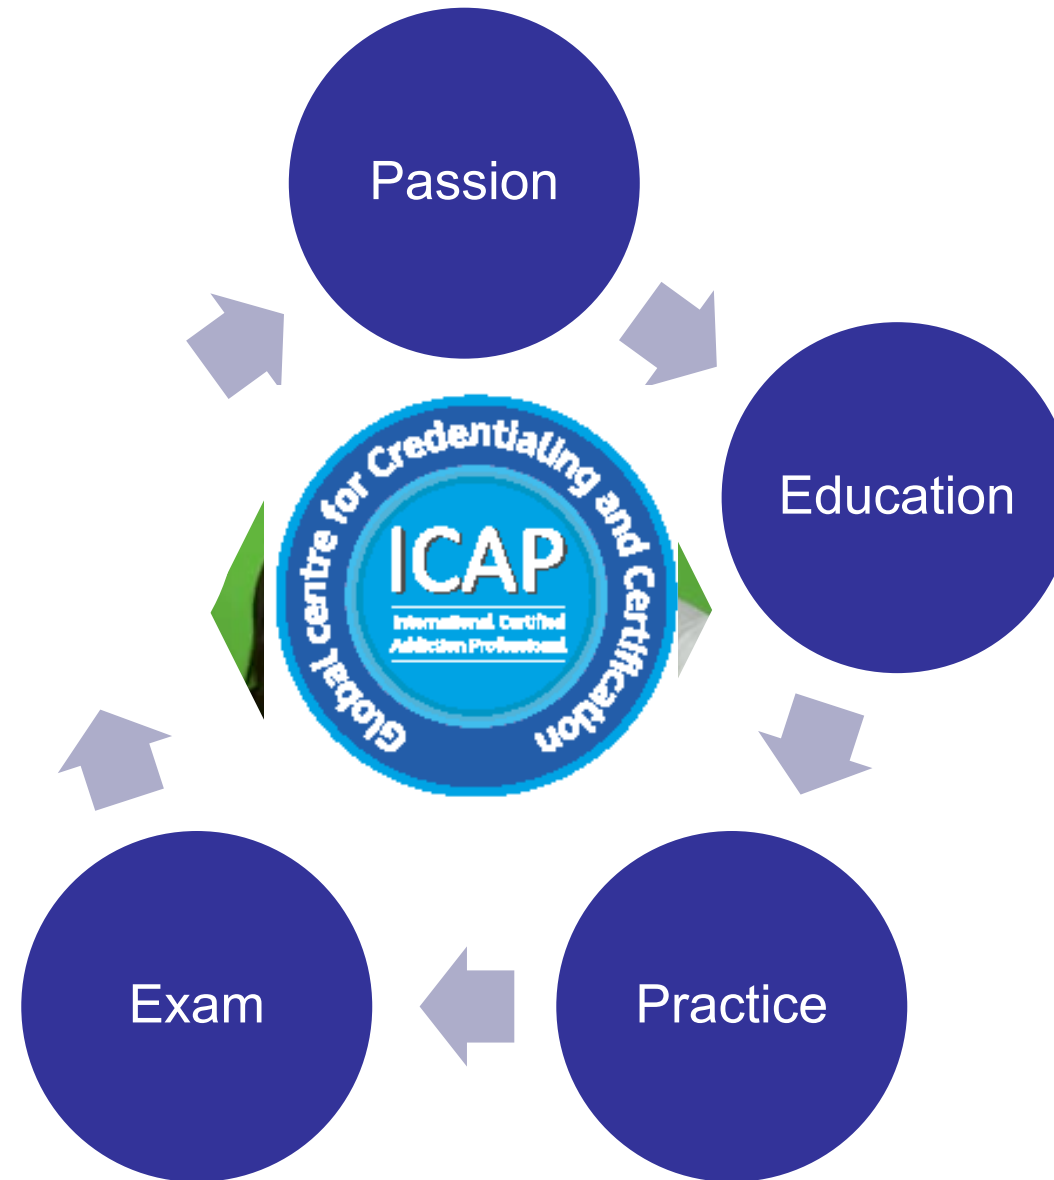 Passion
Education
Global centre for Credentialing and Certification
ICAP
International Certified
Addiction Professional
Exam
Practice